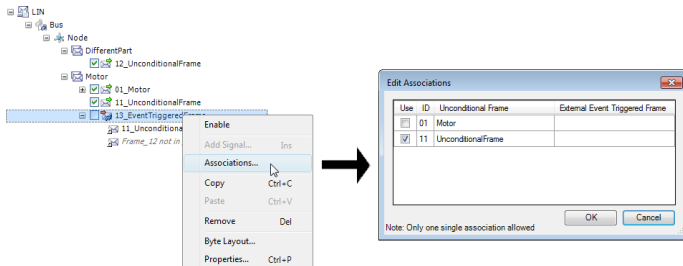 LIN
Bus
Node
DifferentPart
12_UnconditionalFrame
Motor
01_Motor
11_UnconditionalFrame
13_EventTriggeredFrame
11_Unconditiona
Frame_12 not in
Enable
Add Signal... Ins
Associations...
Copy Ctrl+C
Paste Ctrl+V
Remove Del
Byte Layout...
Properties... Ctrl+P
Edit Associations
Use ID Unconditional Frame External Event Triggered Frame
01 Motor
11 UnconditionalFrame
OK Cancel
Note: Only one single association allowed